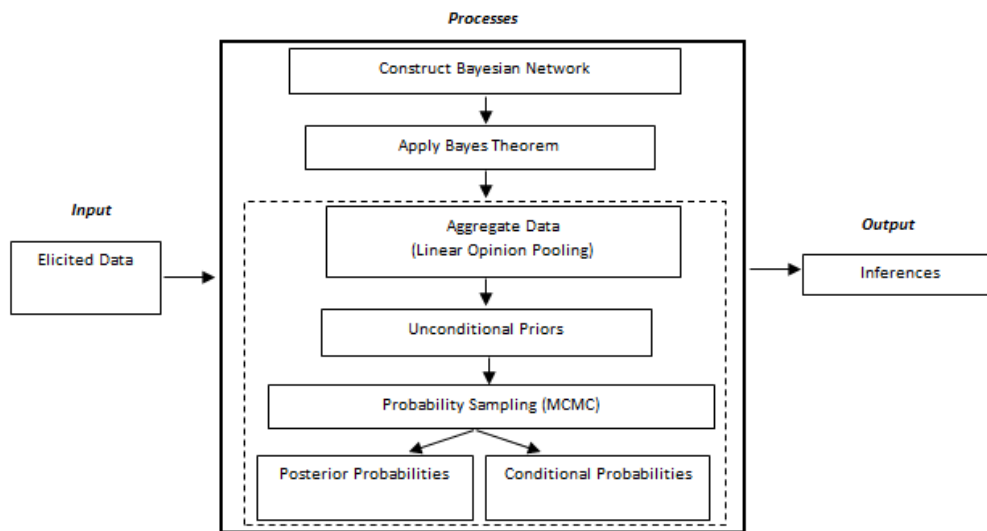 Processes
Construct Bayesian Network
Apply Bayes Theorem
Input
Elicited Data
Aggregate Data
(Linear Opinion Pooling)
Output
Inferences
Unconditional Priors
Probability Sampling (MCMC)
Posterior Probabilities
Conditional Probabilities